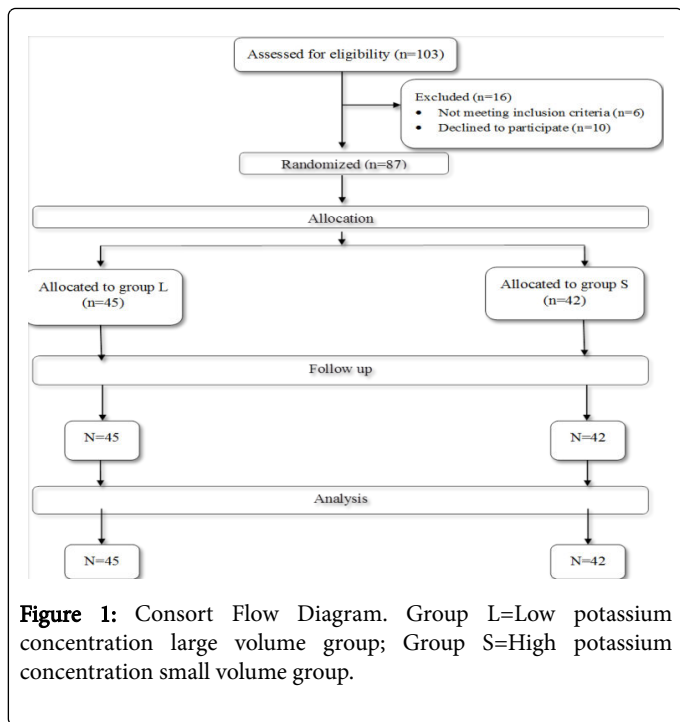 Assessed for eligibility (n=103)
Excluded (n=16)
• Not meeting inclusion criteria (n=6)
• Declined to participate (n=10)
Randomized (n=87)
Allocation
Allocated to group L
(n=45)
Allocated to group S
(n=42)
Follow up
N=45
N=42
Analysis
N=45
N=42
Figure 1: Consort Flow Diagram. Group L=Low potassium
concentration large volume group; Group S=High potassium
concentration small volume group.